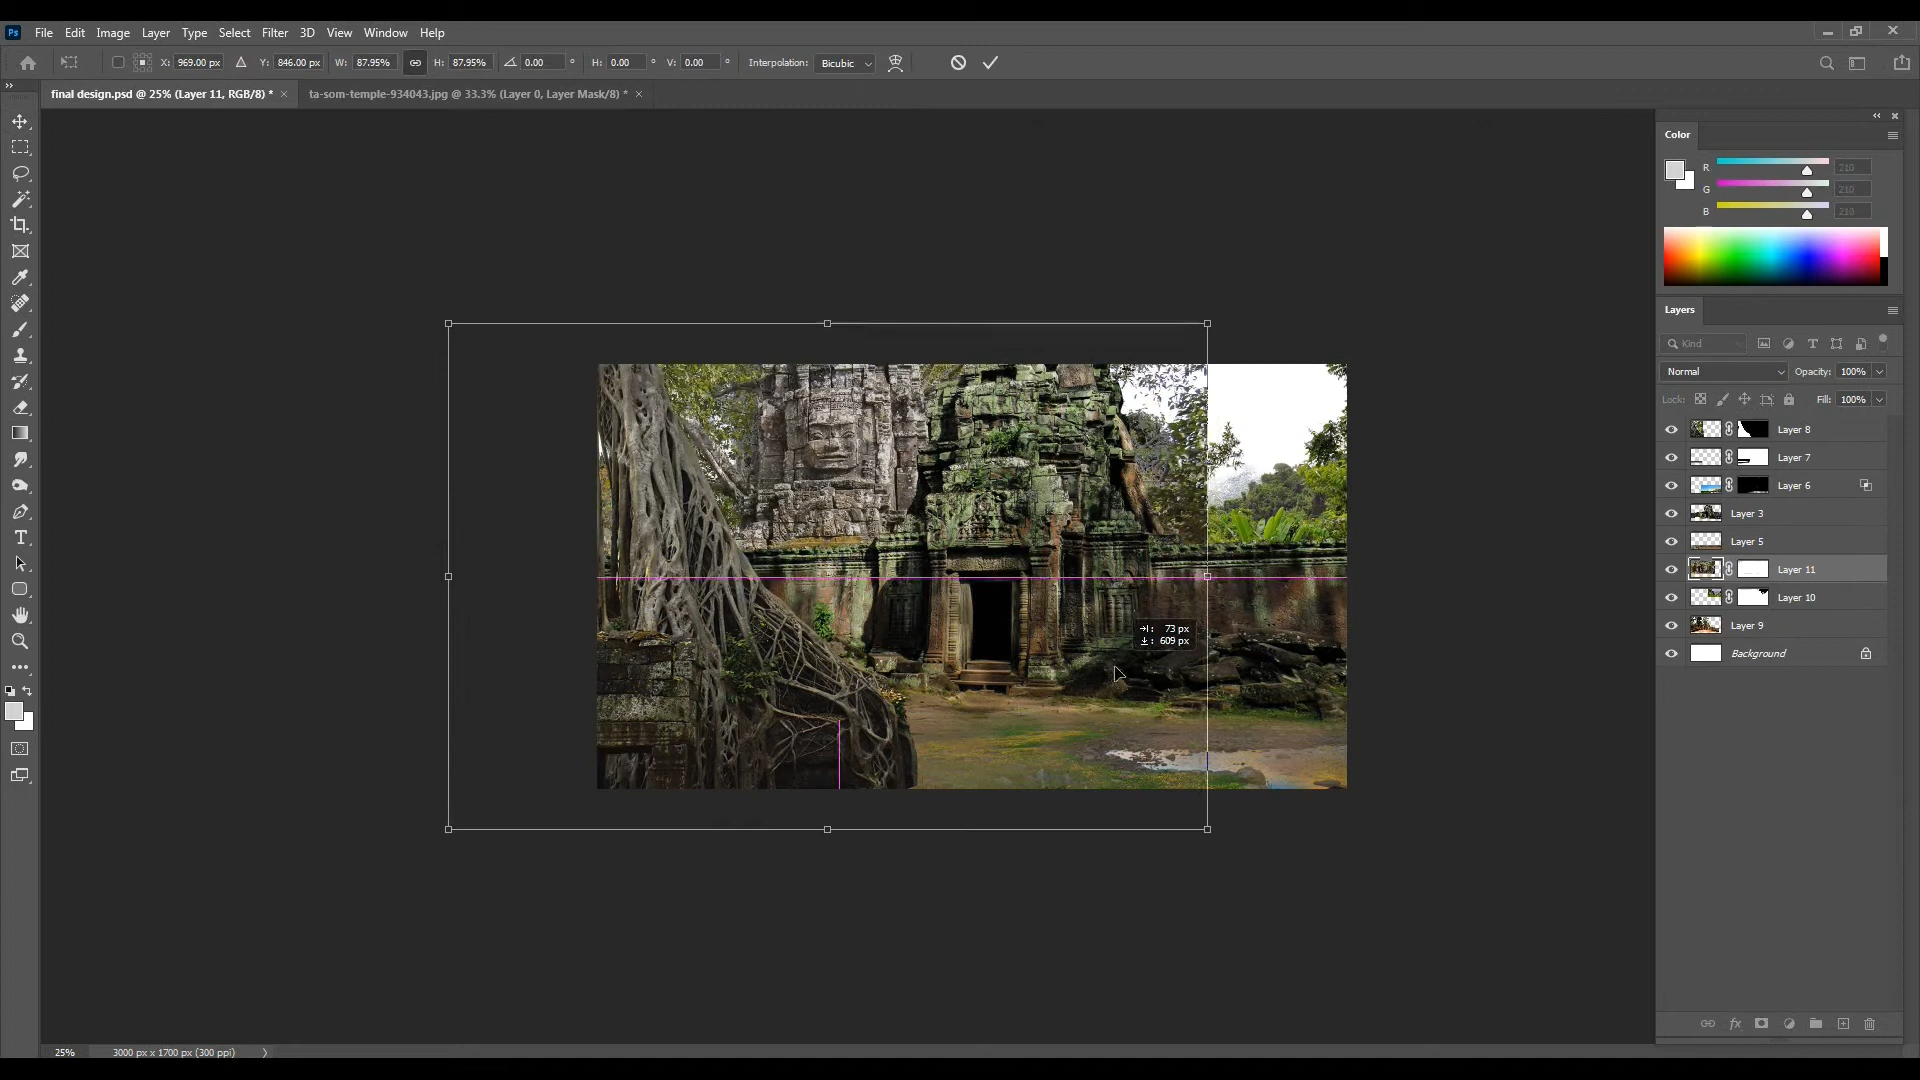 Ps File Edit Image Layer Type Select Filter 3D View Window Help
X: 969.00 px Y: 846.00 px W: 87.95% H: 87.95% 0.00 ° H: 0.00 ° V: 0.00 ° Interpolation: Bicubic
final design.psd @ 25% (Layer 11, RGB/8) * × ta-som-temple-934043.jpg @ 33.3% (Layer 0, Layer Mask/8) * ×
Color
R 210
G 210
B 210
Layers
Kind
Normal Opacity: 100%
Lock: Fill: 100%
Layer 8
Layer 7
Layer 6
Layer 3
Layer 5
Layer 11
Layer 10
Layer 9
Background
73 px
609 px
25% 3000 px x 1700 px (300 ppi)